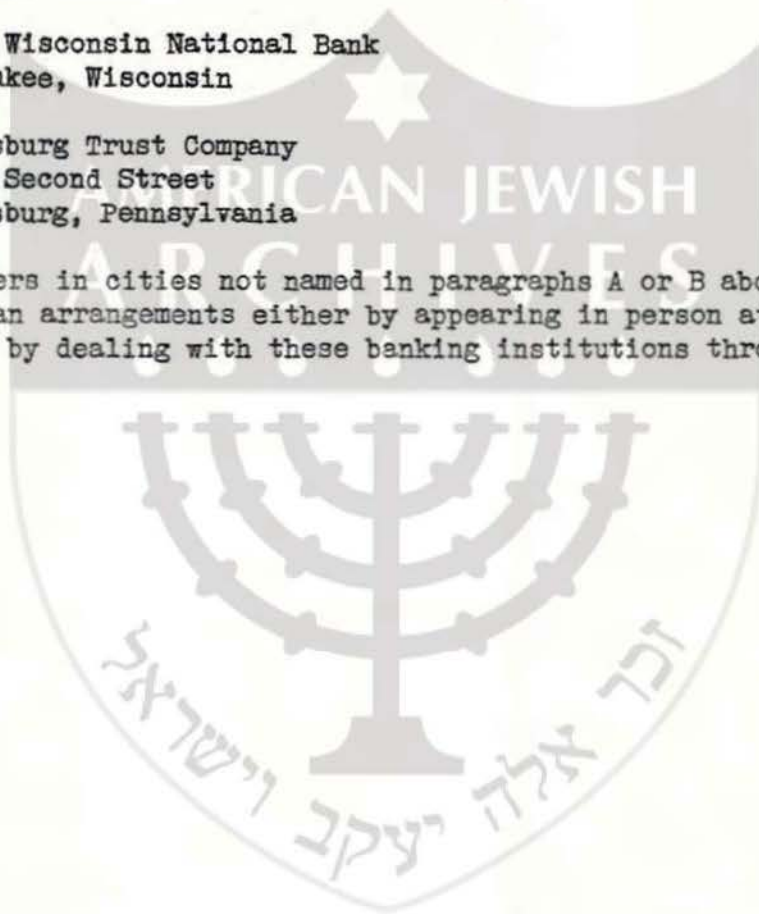 Wisconsin National Bank
kee, Wisconsin
burg Trust Company
Second Street
burg, Pennsylvania
AMERICAN JEWISH
ARCHIVES
ers in cities not named in paragraphs A or B abo
an arrangements either by appearing in person a
by dealing with these banking institutions thr
זכר אלה יעקב וישראל